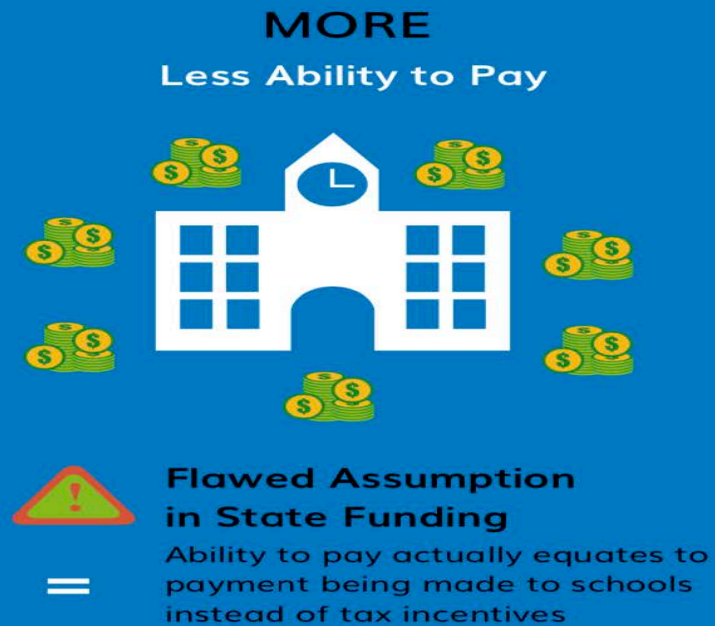 MORE
Less Ability to Pay
Flawed Assumption
in State Funding
Ability to pay actually equates to
= payment being made to schools
instead of tax incentives